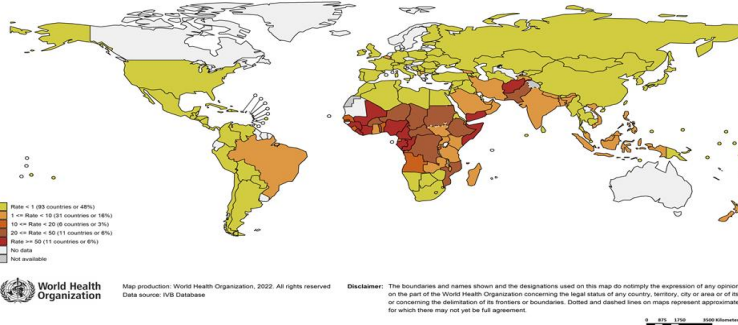 Rate < 1 (93 countries or 48%)
1 <= Rate < 10 (31 countries or 16%)
10 <= Rate < 20 (6 countries or 3%)
20 <= Rate < 50 (11 countries or 6%)
Rate >= 50 (11 countries or 6%)
No data
Not available
World Health
Organization
Map production: World Health Organization, 2022. All rights reserved
Data source: IVB Database
Disclaimer: The boundaries and names shown and the designations used on this map do notimply the expression of any opinion
on the part of the World Health Organization concerning the legal status of any country, territory, city or area or of its
or concerning the delimitation of its frontiers or boundaries. Dotted and dashed lines on maps represent approximate
for which there may not yet be full agreement.
0 875 1750 3500 Kilometer